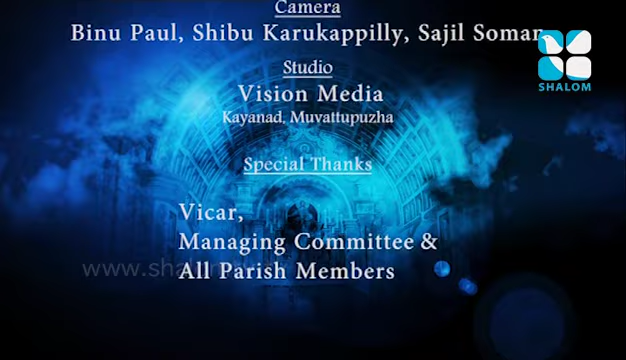 Camera
Binu Paul, Shibu Karukappilly, Sajil Soman
SHALOM
Studio
Vision Media
Kayanad, Muvattupuzha
Special Thanks
Vicar,
Managing Committee &
All Parish Members